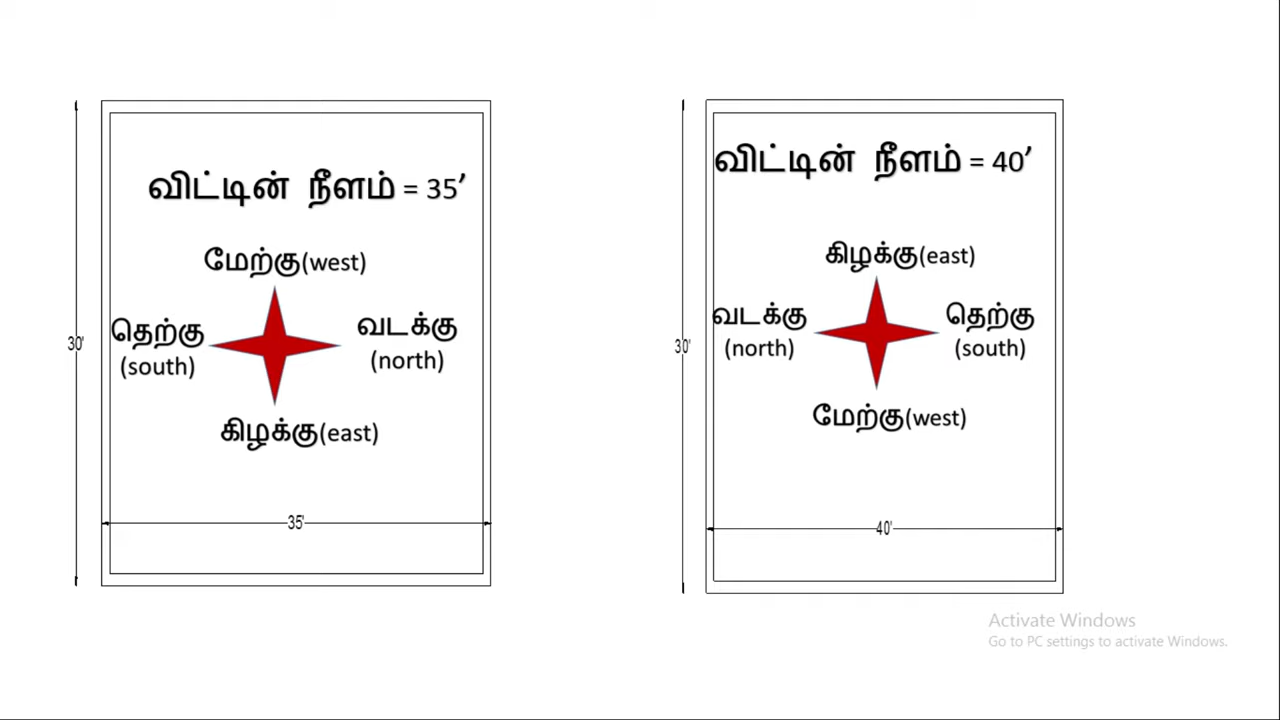 விட்டின் நீளம் = 35’
மேற்கு(west)
தெற்கு
(south)
வடக்கு
(north)
கிழக்கு(east)
30'
35'
விட்டின் நீளம் = 40’
கிழக்கு(east)
வடக்கு
(north)
தெற்கு
(south)
மேற்கு(west)
30'
40'
Activate Windows
Go to PC settings to activate Windows.